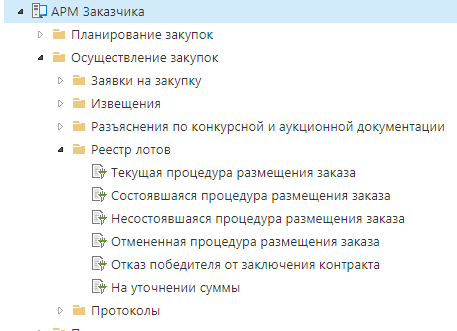 АРМ Заказчика
Планирование закупок
Осуществление закупок
Заявки на закупку
Извещения
Разъяснения по конкурсной и аукционной документации
Реестр лотов
Текущая процедура размещения заказа
Состоявшаяся процедура размещения заказа
Несостоявшаяся процедура размещения заказа
Отмененная процедура размещения заказа
Отказ победителя от заключения контракта
На уточнении суммы
Протоколы